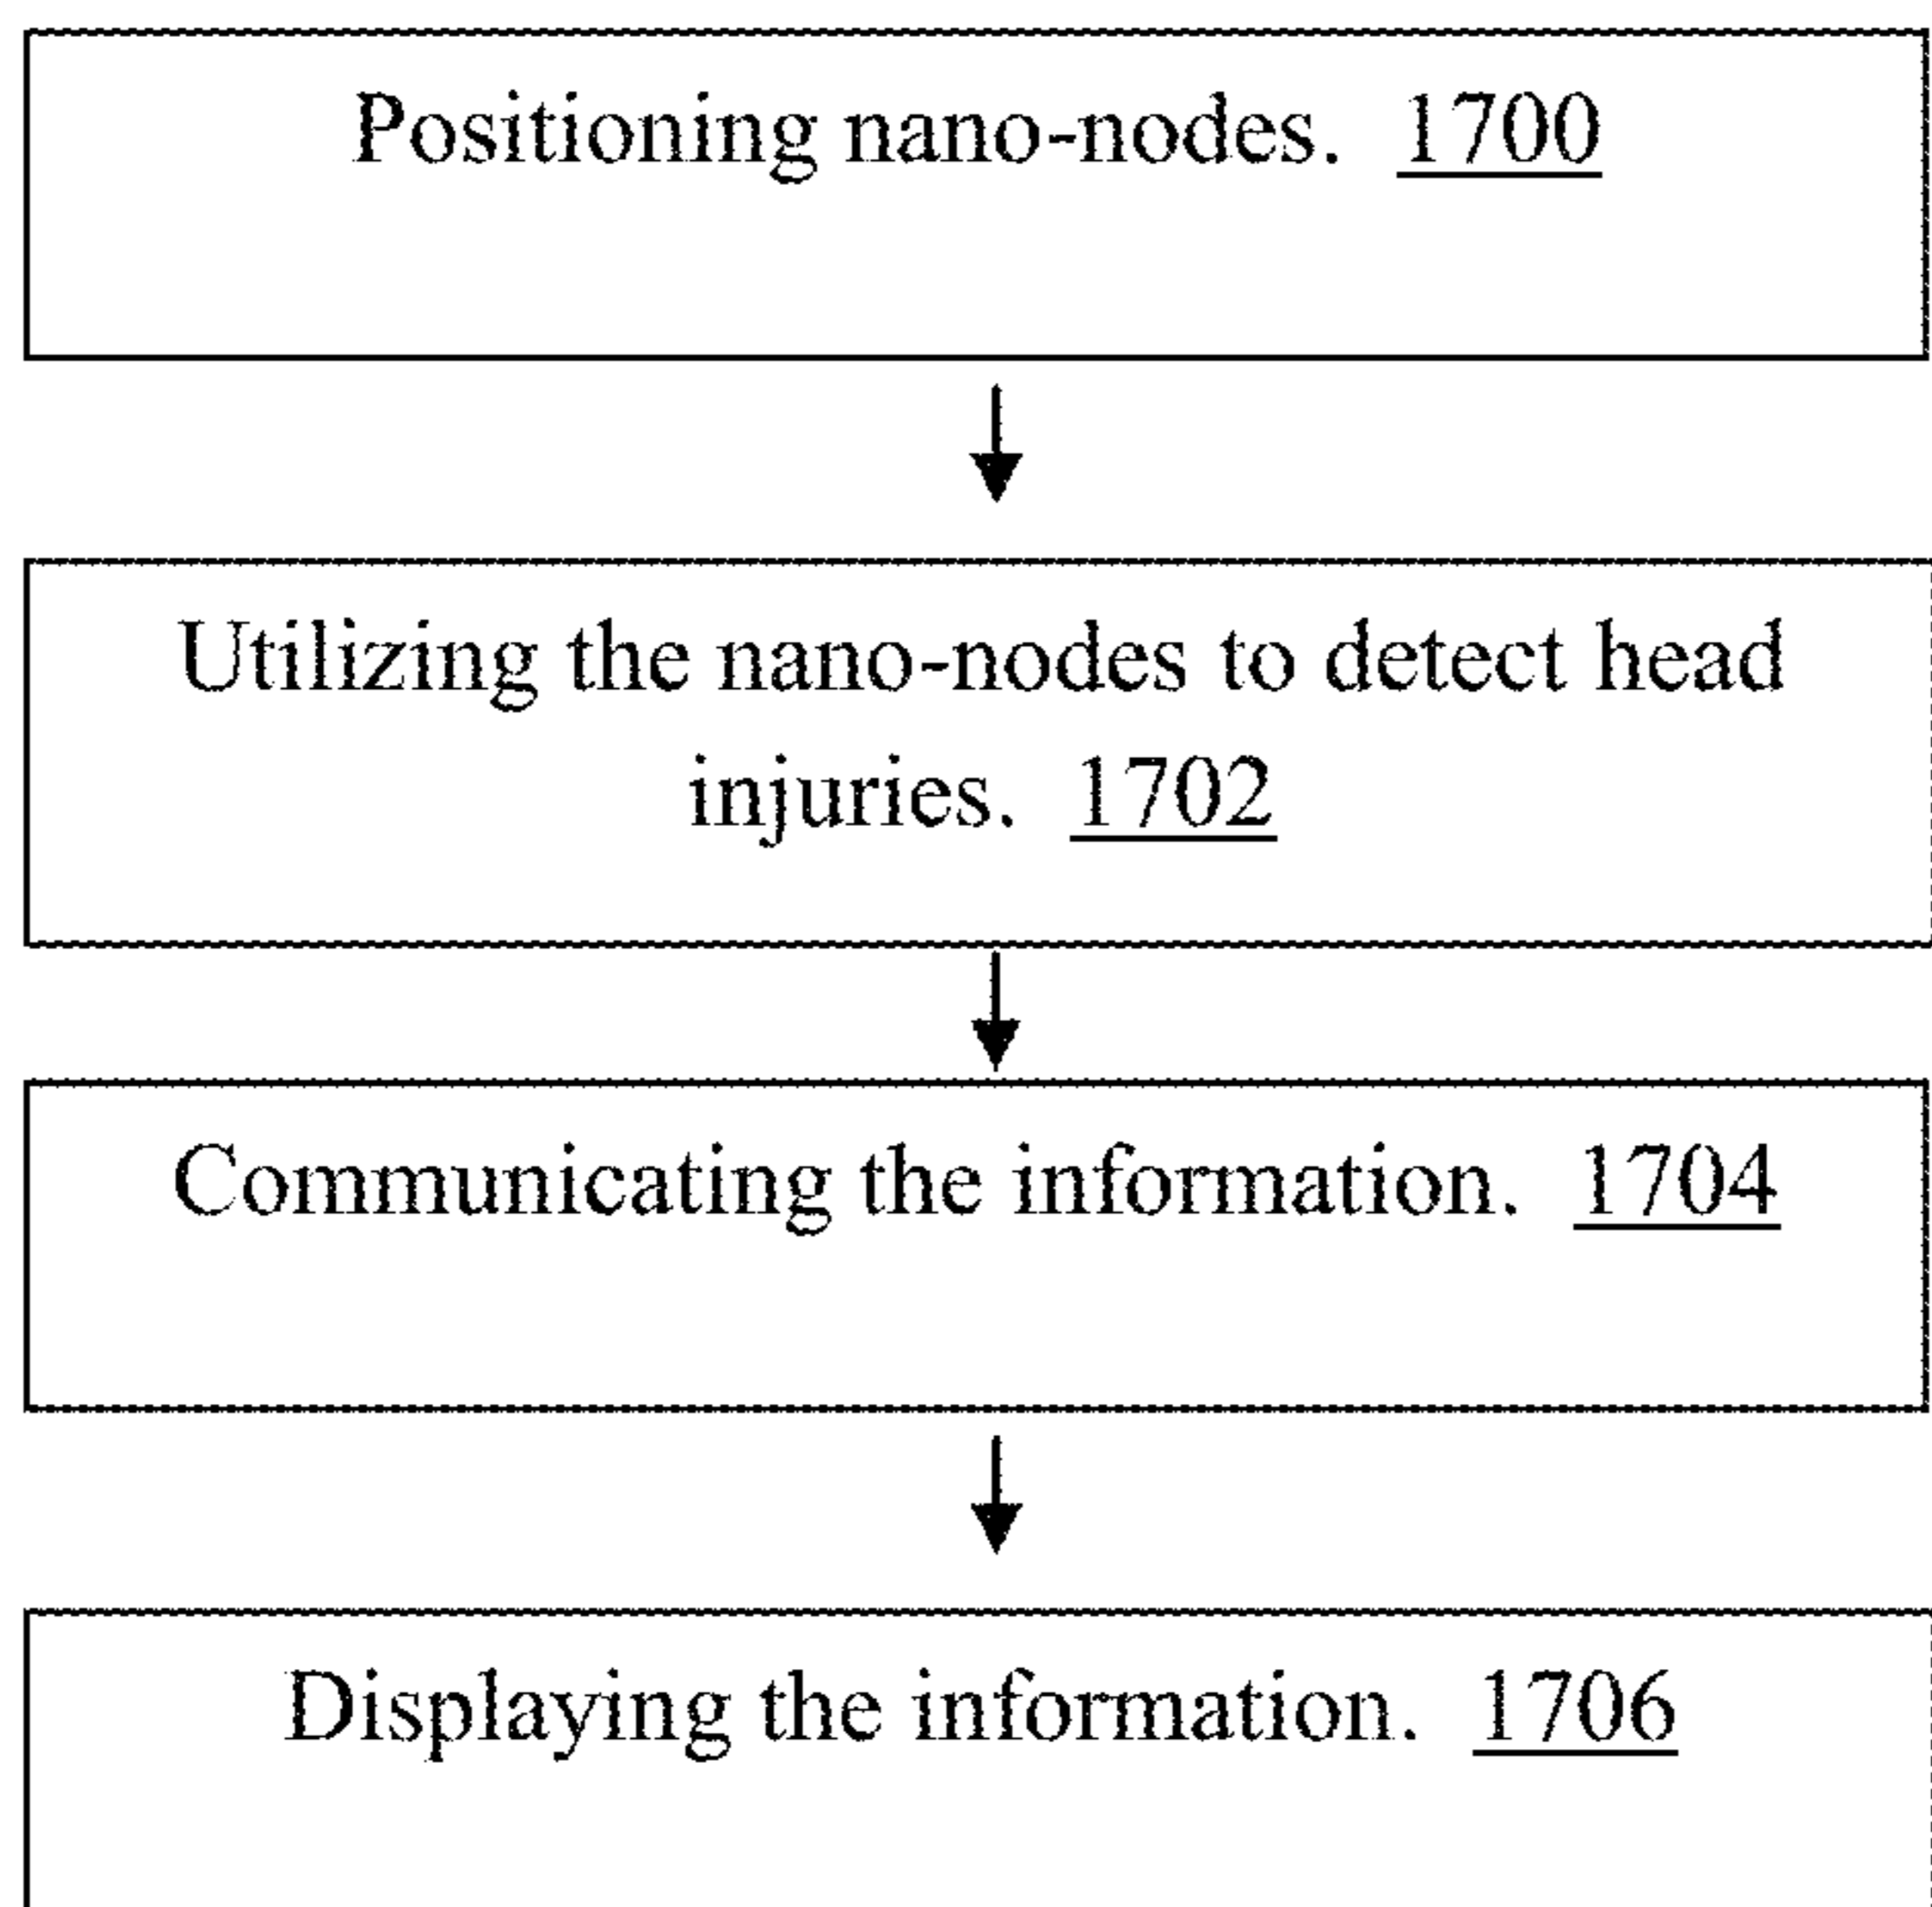 Positioning nano-nodes. 1700
Utilizing the nano-nodes to detect head
injuries. 1702
Communicating the information. 1704
Displaying the information. 1706